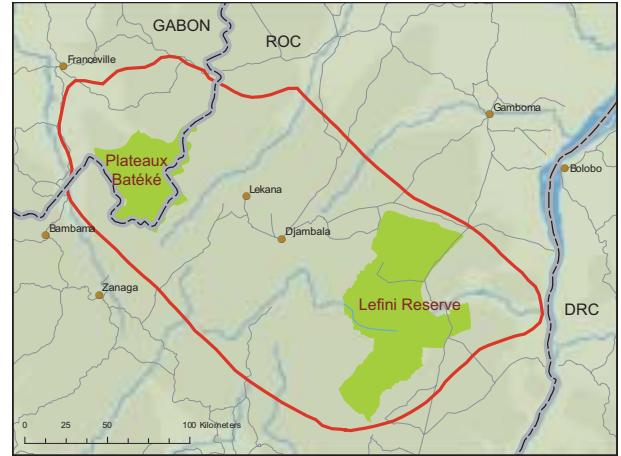 GABON
ROC
Franceville
Gamboma
Plateaux
Batéké
Bolobo
Lekana
Bambama
Djambala
Zanaga
Lefini Reserve
DRC
0 25 50 100 Kilometers